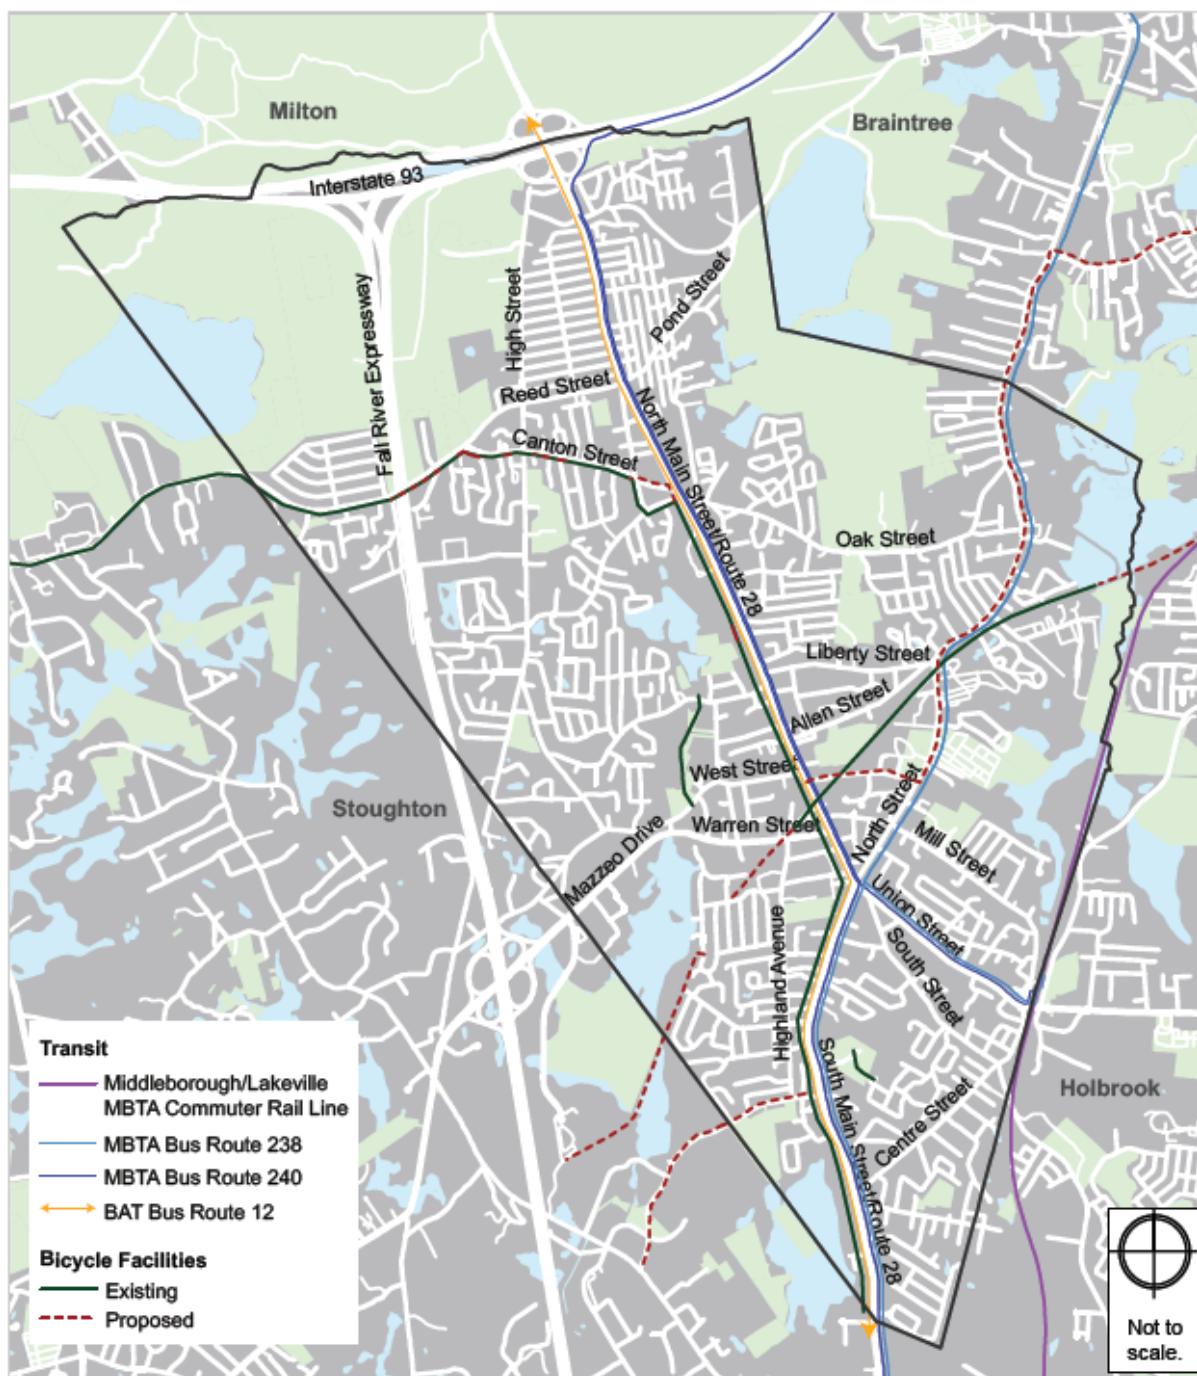 Milton
Braintree
Interstate 93
High Street
Pond Street
Fall River Expressway
Reed Street
Canton Street
North Main Street/Route 28
Oak Street
Liberty Street
Allen Street
West Street
Stoughton
Warren Street
North Street
Mill Street
Mazzeo Drive
Union Street
Highland Avenue
South Street
South Main Street/Route 28
Centre Street
Holbrook
Transit
Middleborough/Lakeville
MBTA Commuter Rail Line
MBTA Bus Route 238
MBTA Bus Route 240
BAT Bus Route 12
Bicycle Facilities
Existing
Proposed
Not to
scale.